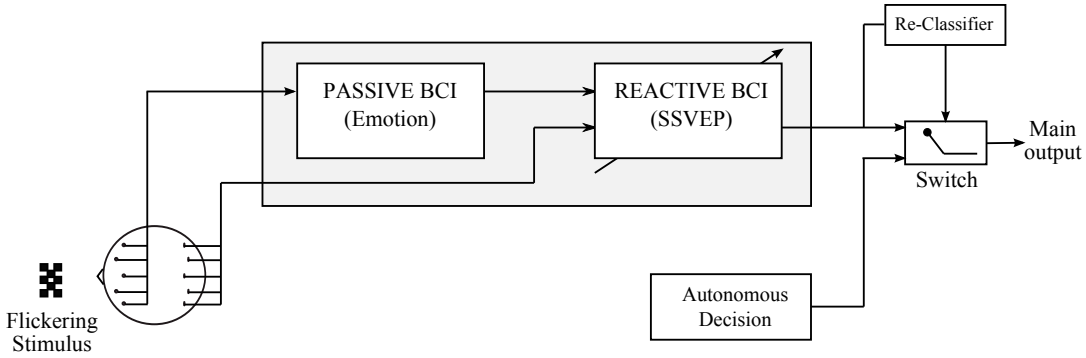 Re-Classifier
PASSIVE BCI
(Emotion)
REACTIVE BCI
(SSVEP)
Main
output
Switch
Autonomous
Decision
Flickering
Stimulus